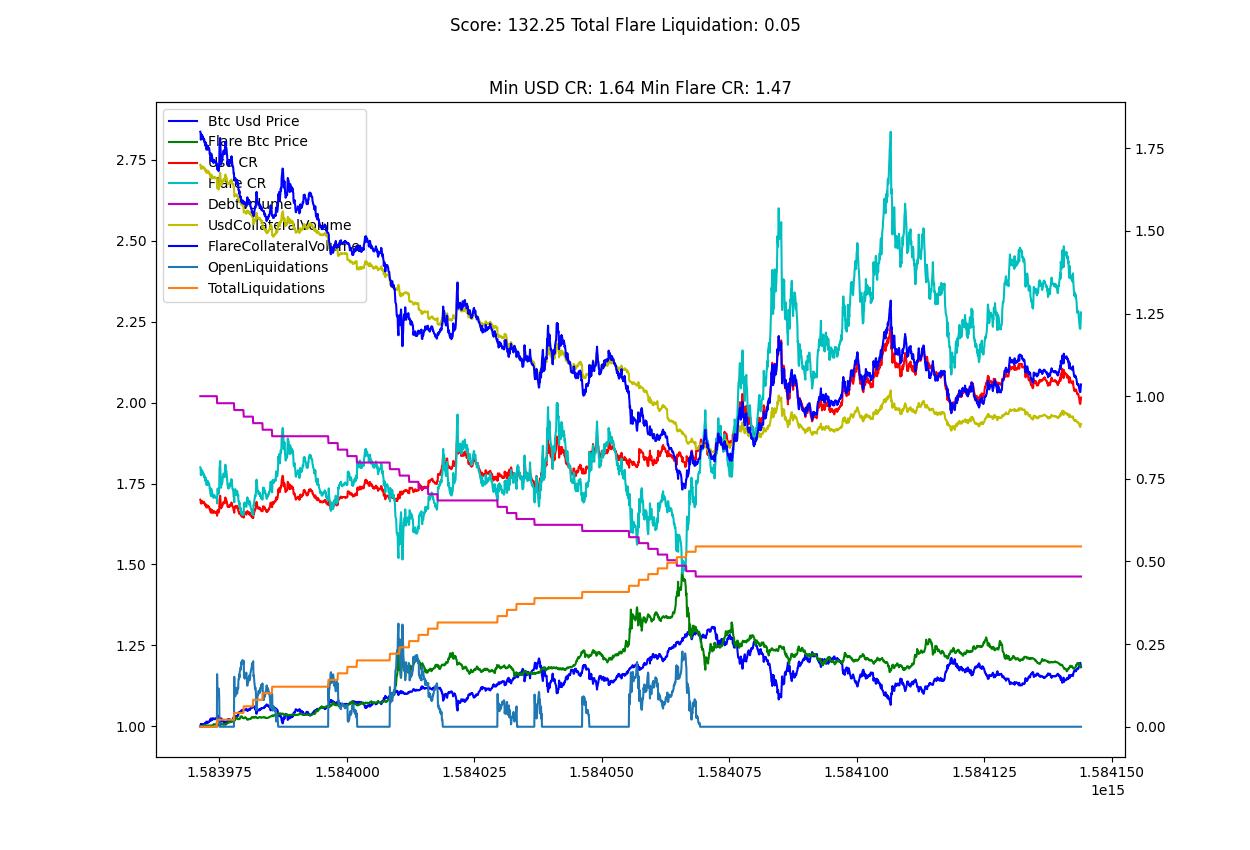 Score: 132.25 Total Flare Liquidation: 0.05
Min USD CR: 1.64 Min Flare CR: 1.47
Btc Usd Price
Flare Btc Price
Usd CR
Flare CR
DebtVolume
UsdCollateralVolume
FlareCollateralVolume
OpenLiquidations
TotalLiquidations
2.75
2.50
2.25
2.00
1.75
1.50
1.25
1.00
1.75
1.50
1.25
1.00
0.75
0.50
0.25
0.00
1.583975
1.584000
1.584025
1.584050
1.584075
1.584100
1.584125
1.584150
1e15